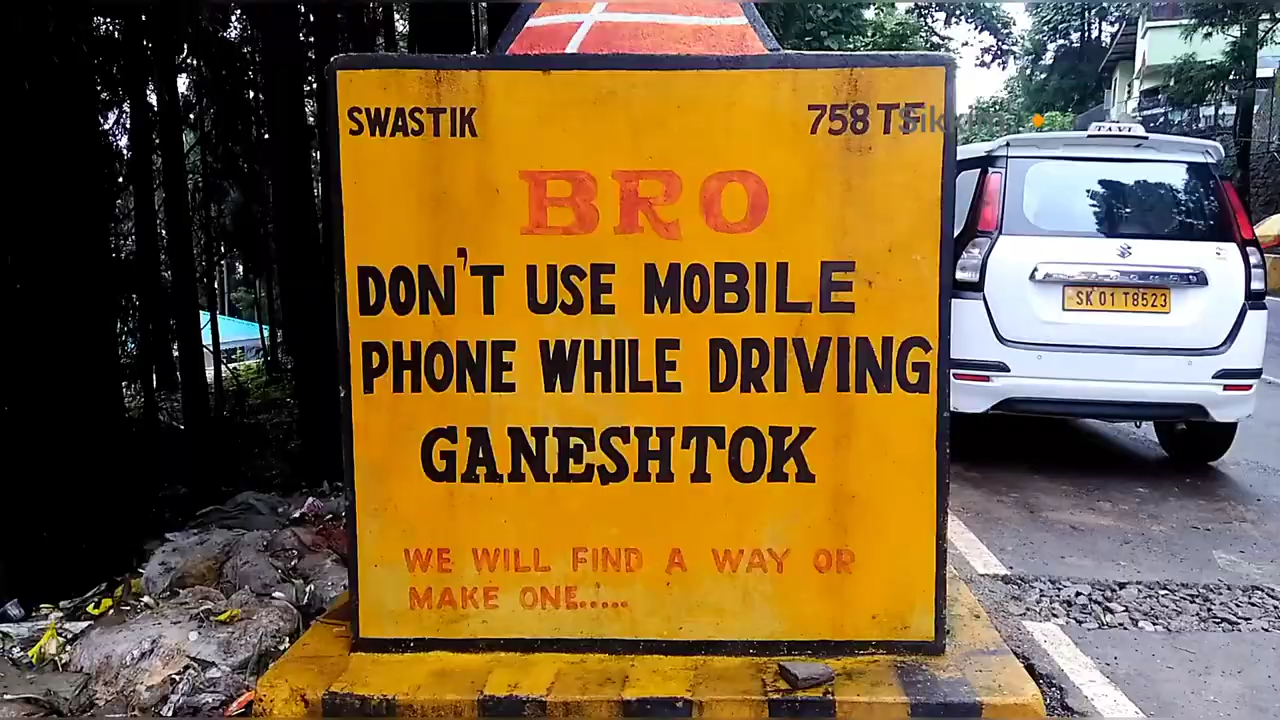 SWASTIK
758 TF
BRO
DON'T USE MOBILE
PHONE WHILE DRIVING
GANESHTOK
WE WILL FIND A WAY OR
MAKE ONE.....
TAXI
SK 01 T8523